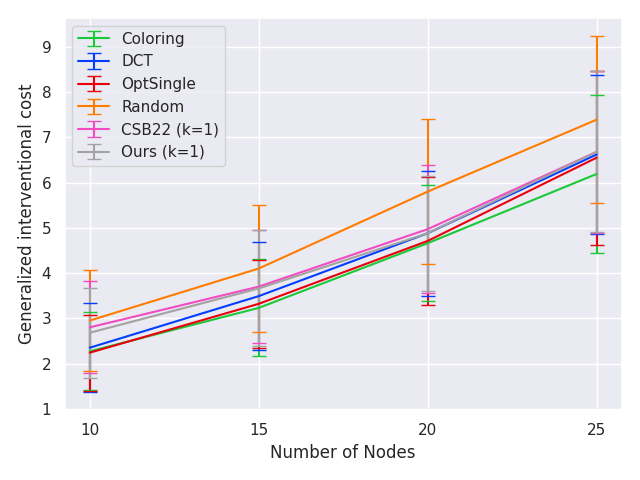 Coloring
DCT
OptSingle
Random
CSB22 (k=1)
Ours (k=1)
Generalized interventional cost
9
8
7
6
5
4
3
2
1
10
15
20
25
Number of Nodes